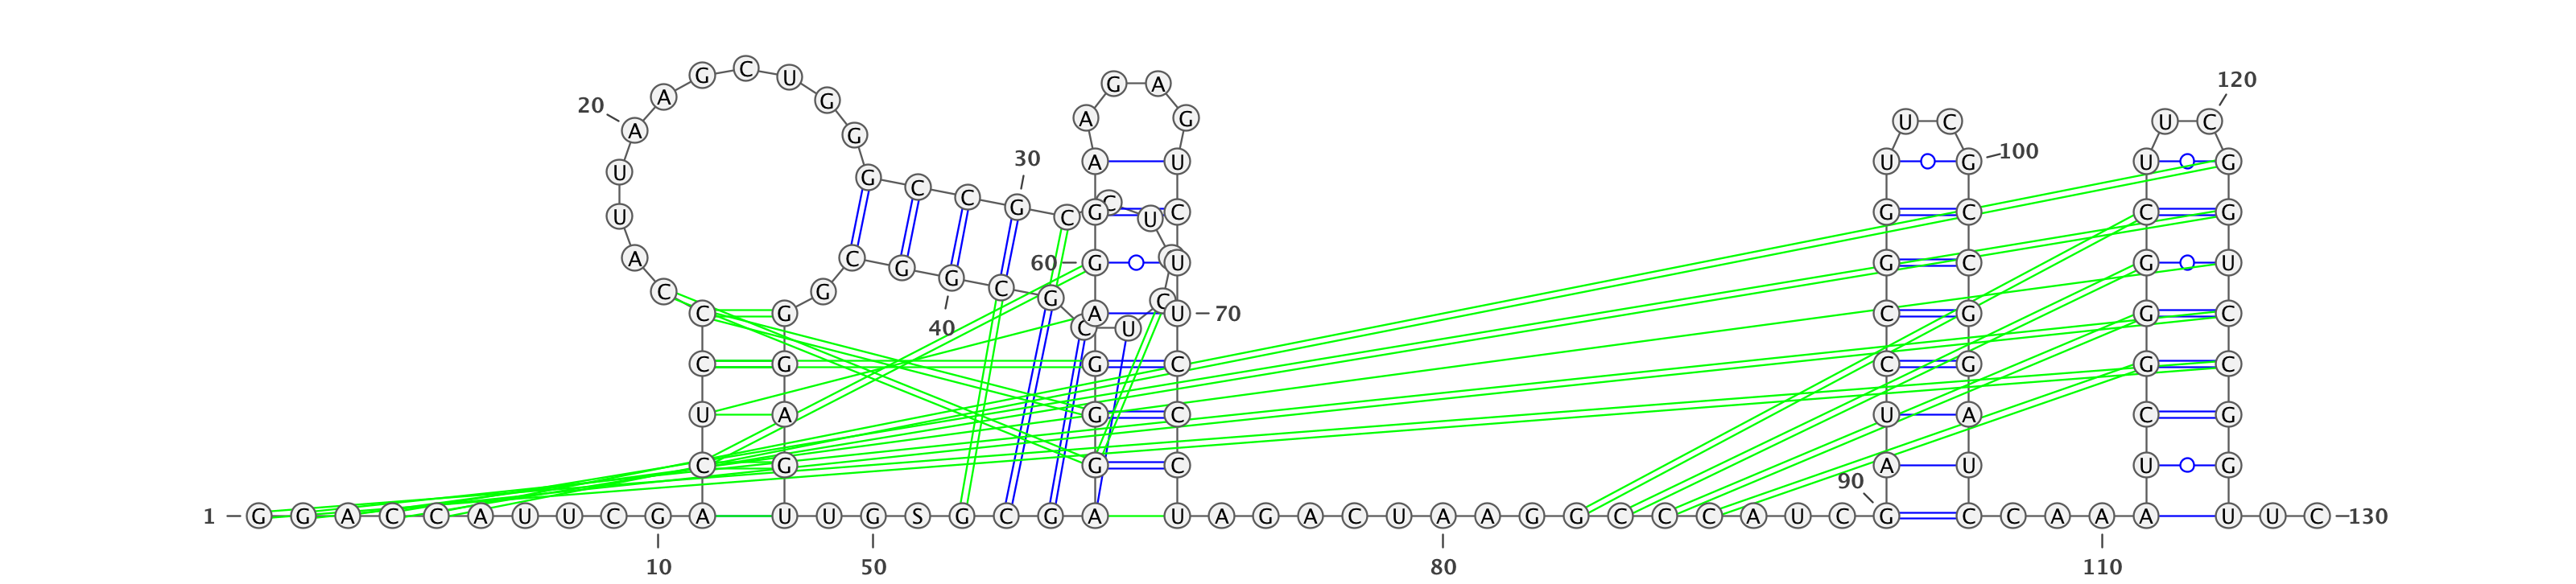 1
G G A C C A U U C G
10
A C U C C C A U U A
20
A G C U G G G C C G
30
C C U
C U C G C G G C G G G A G U
40
U G S G C G A
50
G G G A G
60
G A A G A G U C U U
70
C C C U A G A C U A
80
A G G C C C A U C G
90
A U C C G G U U C G
100
C C G G A U C C A A
110
A U C G G G C U U C
120
G G U C C G G U U C
130